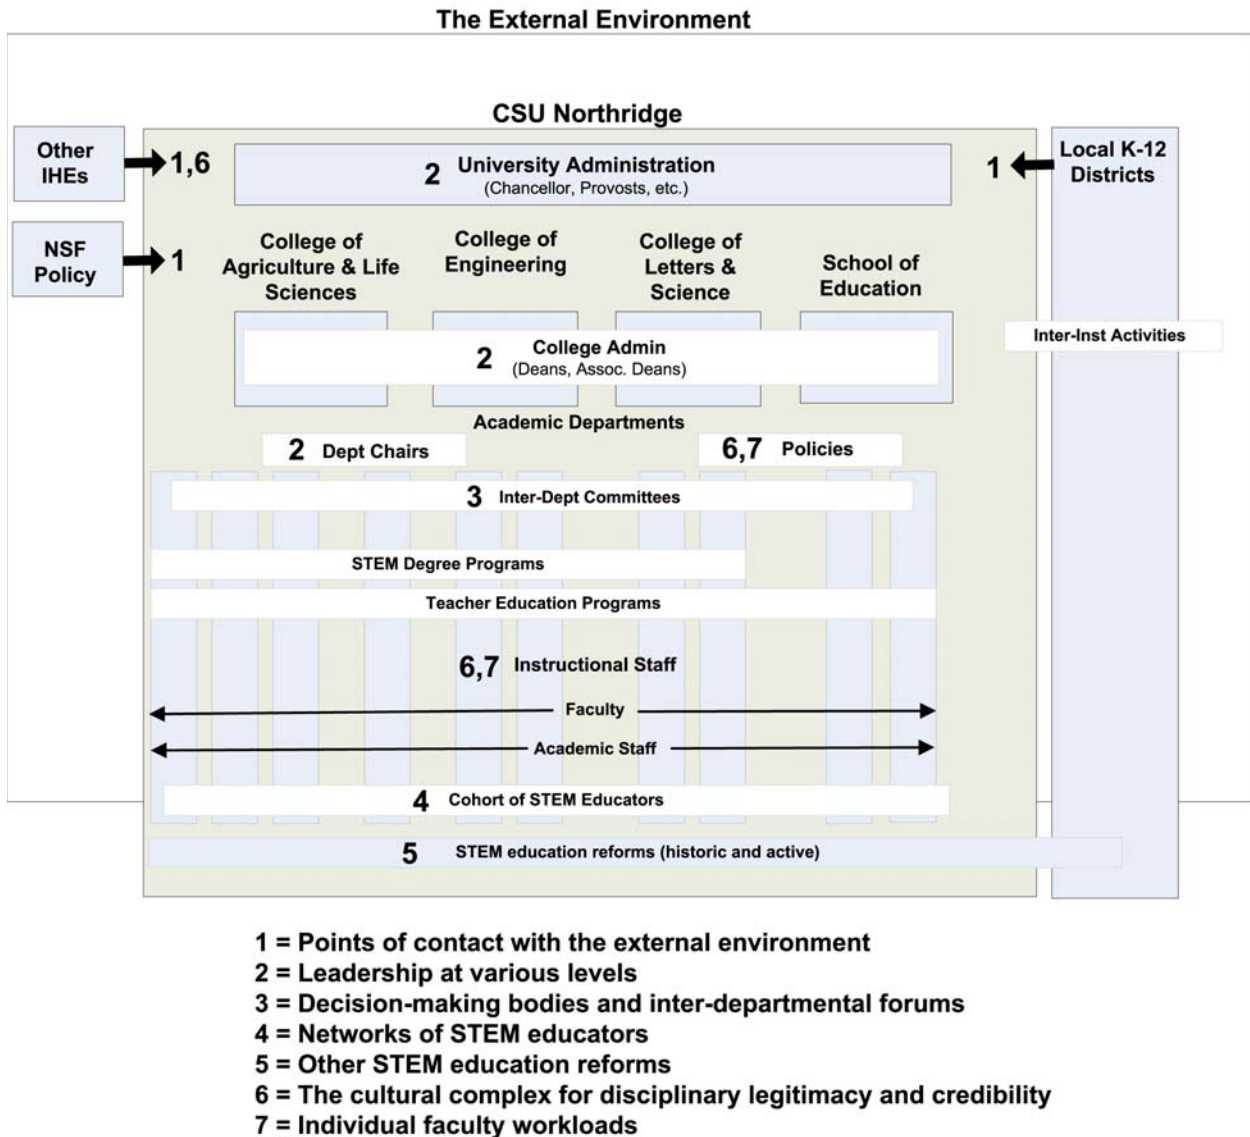 The External Environment
CSU Northridge
Other
IHEs
1,6
2 University Administration
(Chancellor, Provosts, etc.)
1
Local K-12
Districts
NSF
Policy
1
College of
Agriculture & Life
Sciences
College of
Engineering
College of
Letters &
Science
School of
Education
Inter-Inst Activities
2 College Admin
(Deans, Assoc. Deans)
Academic Departments
2 Dept Chairs
6,7 Policies
3 Inter-Dept Committees
STEM Degree Programs
Teacher Education Programs
6,7 Instructional Staff
Faculty
Academic Staff
4 Cohort of STEM Educators
5 STEM education reforms (historic and active)
1 = Points of contact with the external environment
2 = Leadership at various levels
3 = Decision-making bodies and inter-departmental forums
4 = Networks of STEM educators
5 = Other STEM education reforms
6 = The cultural complex for disciplinary legitimacy and credibility
7 = Individual faculty workloads